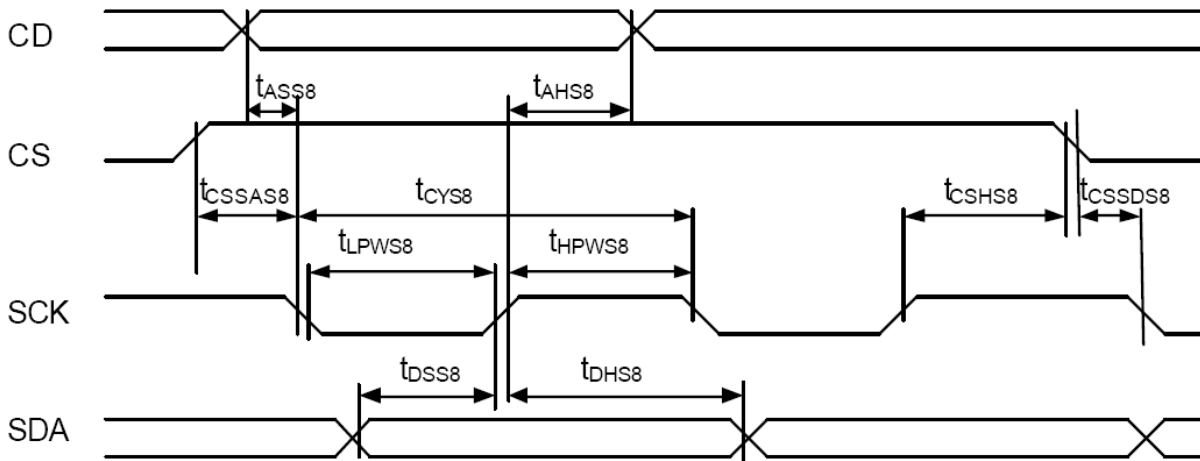 CD
tASS8
tAHS8
CS
tCSSAS8
tCYS8
tCSHS8
tCSSDS8
tLPWS8
tHPWS8
SCK
tDSS8
tDHS8
SDA